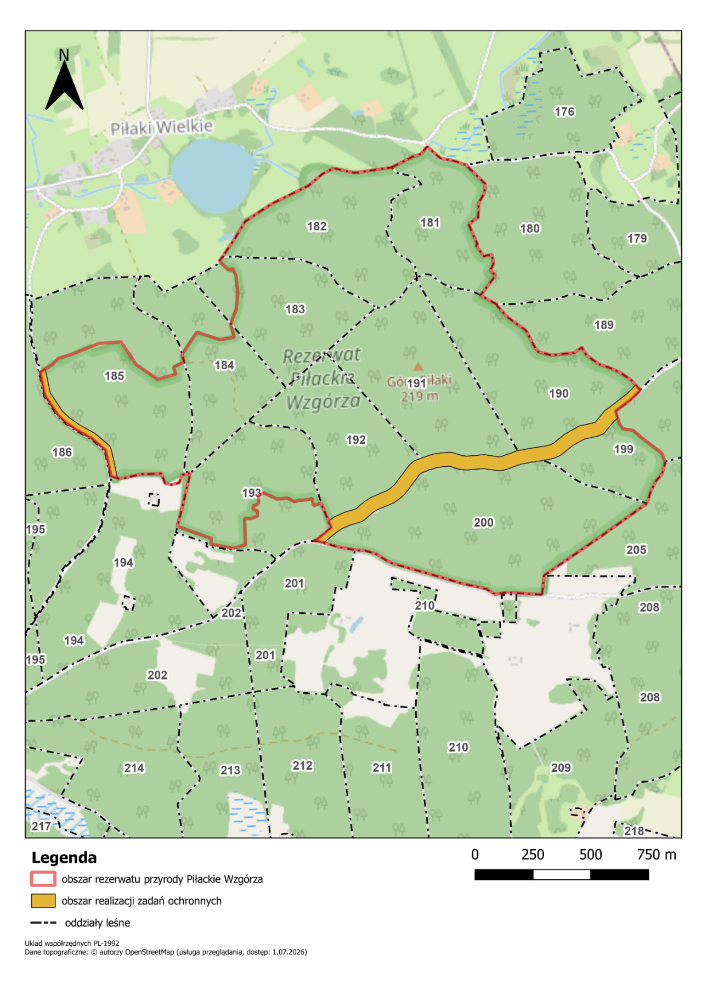 N
176
Piłaki Wielkie
182
181
180
179
183
189
Rezerwat
Piłackie
Wzgórza
184
185
Góra Piłaki
219 m
191
190
192
186
199
193
200
195
205
194
201
202
210
208
194
195
201
202
208
210
214
213
212
211
209
217
218
Legenda
obszar rezerwatu przyrody Piłackie Wzgórza
obszar realizacji zadań ochronnych
oddziały leśne
0 250 500 750 m
Układ współrzędnych PL-1992
Dane topograficzne: © autorzy OpenStreetMap (usługa przeglądania, dostęp: 1.07.2026)